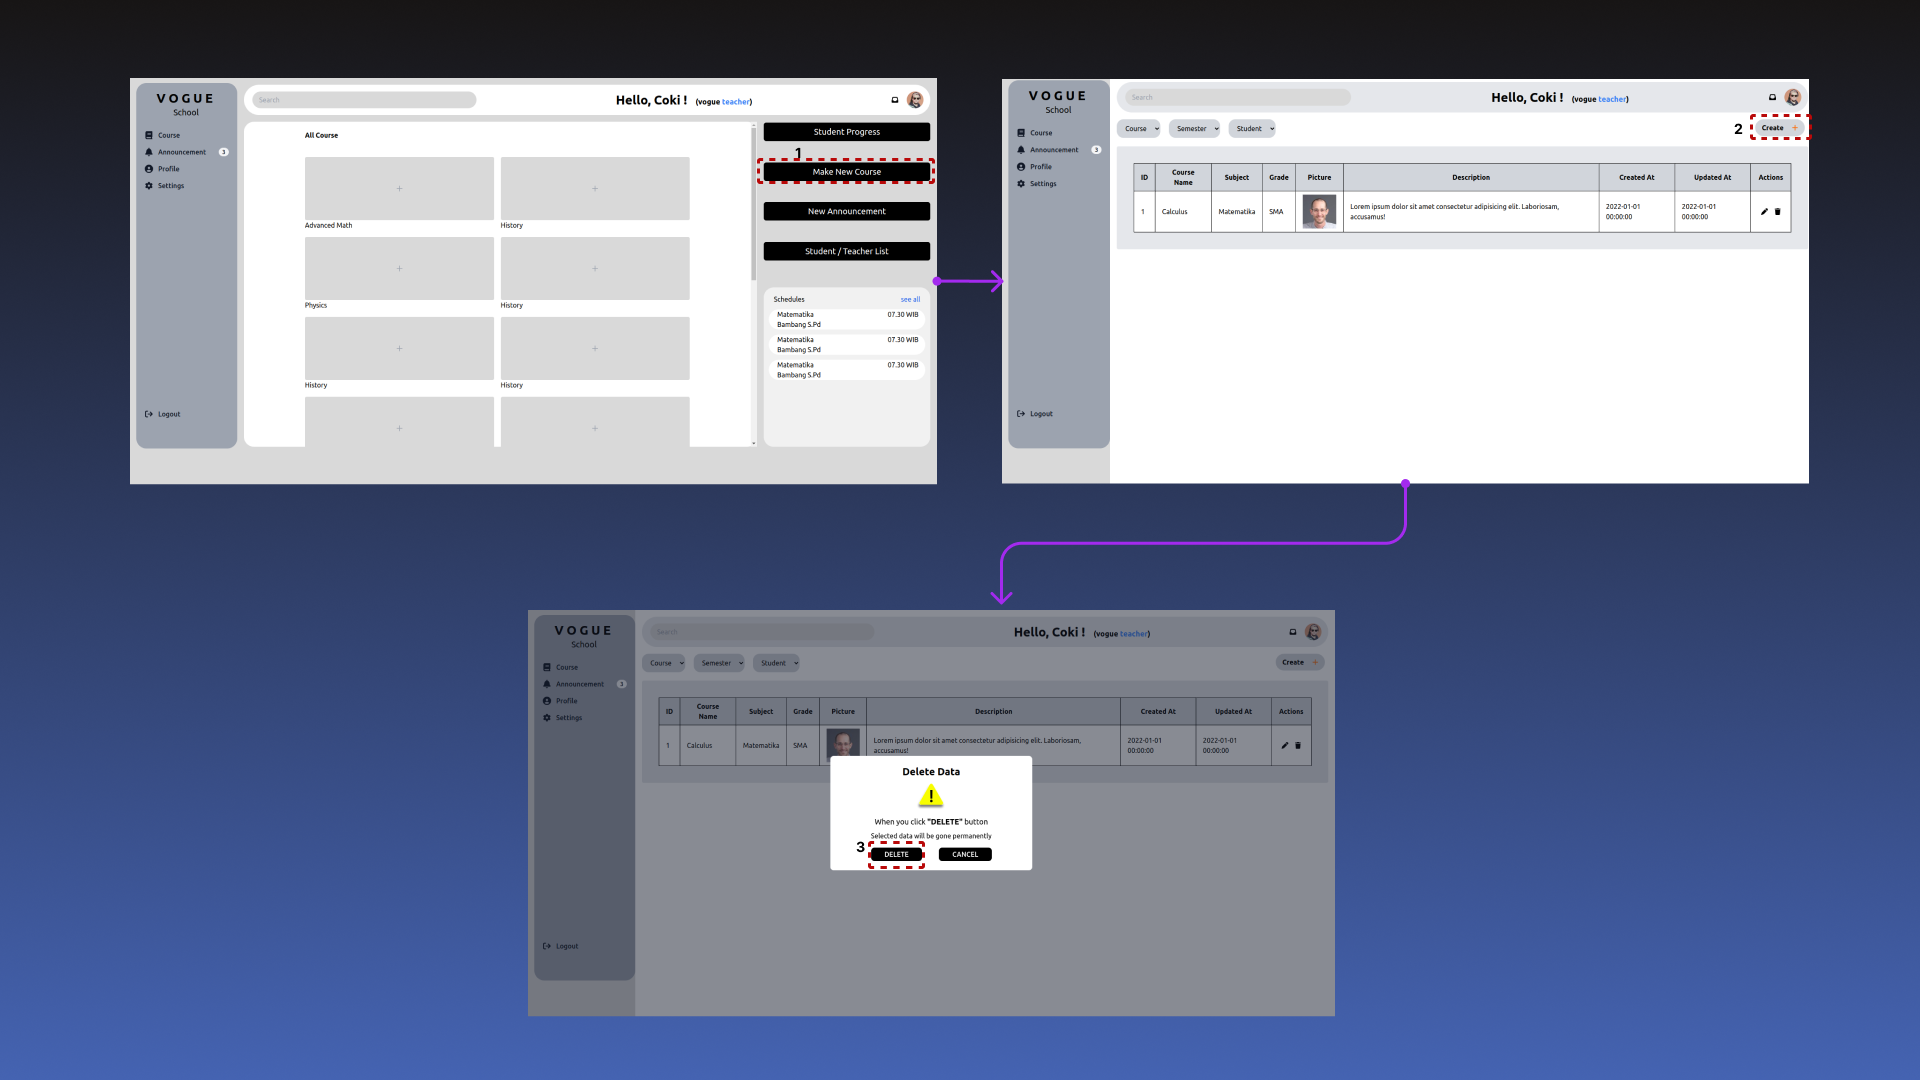 VOGUE
School
Course
Announcement 3
Profile
Settings
Logout
Search
Hello, Coki ! (vogue teacher)
All Course
Advanced Math
History
Physics
History
History
History
Student Progress
1
Make New Course
New Announcement
Student / Teacher List
Schedules see all
Matematika 07.30 WIB
Bambang S.Pd
Matematika 07.30 WIB
Bambang S.Pd
Matematika 07.30 WIB
Bambang S.Pd
VOGUE
School
Course
Announcement 3
Profile
Settings
Logout
Search
Hello, Coki ! (vogue teacher)
Course Semester Student
2 Create +
ID Course Name Subject Grade Picture Description Created At Updated At Actions
1 Calculus Matematika SMA Lorem ipsum dolor sit amet consectetur adipisicing elit. Laboriosam, accusamus! 2022-01-01 00:00:00 2022-01-01 00:00:00
VOGUE
School
Course
Announcement 3
Profile
Settings
Logout
Search
Hello, Coki ! (vogue teacher)
Course Semester Student
Create +
ID Course Name Subject Grade Picture Description Created At Updated At Actions
1 Calculus Matematika SMA Lorem ipsum dolor sit amet consectetur adipisicing elit. Laboriosam, accusamus! 2022-01-01 00:00:00 2022-01-01 00:00:00
Delete Data
!
When you click "DELETE" button
Selected data will be gone permanently
3
DELETE CANCEL